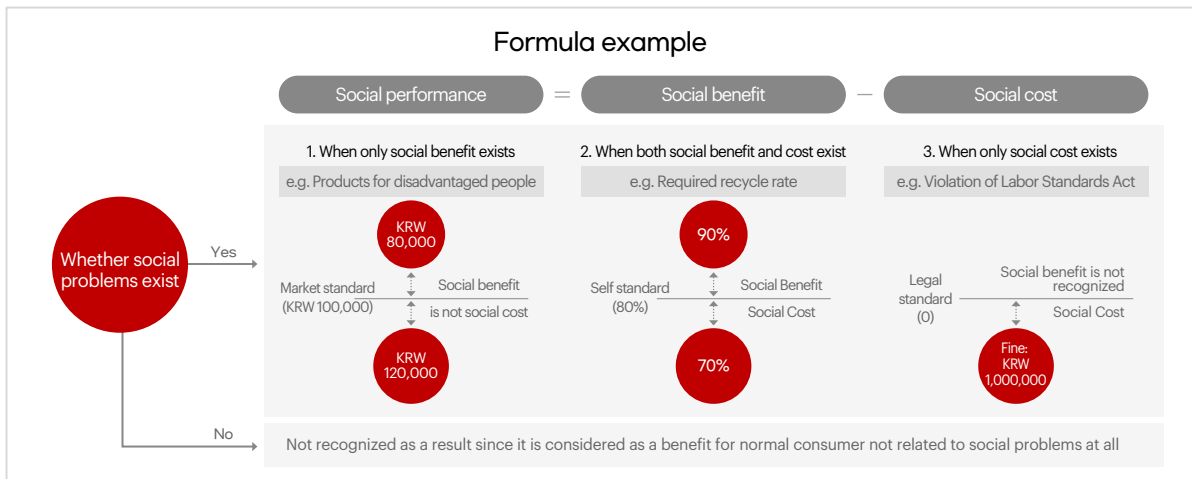 Formula example
Social performance = Social benefit − Social cost
Whether social
problems exist
Yes
No
1. When only social benefit exists
e.g. Products for disadvantaged people
KRW
80,000
Market standard
(KRW 100,000)
Social benefit
is not social cost
KRW
120,000
2. When both social benefit and cost exist
e.g. Required recycle rate
90%
Self standard
(80%)
Social Benefit
Social Cost
70%
3. When only social cost exists
e.g. Violation of Labor Standards Act
Legal
standard
(0)
Social benefit is not
recognized
Social Cost
Fine:
KRW
1,000,000
Not recognized as a result since it is considered as a benefit for normal consumer not related to social problems at all